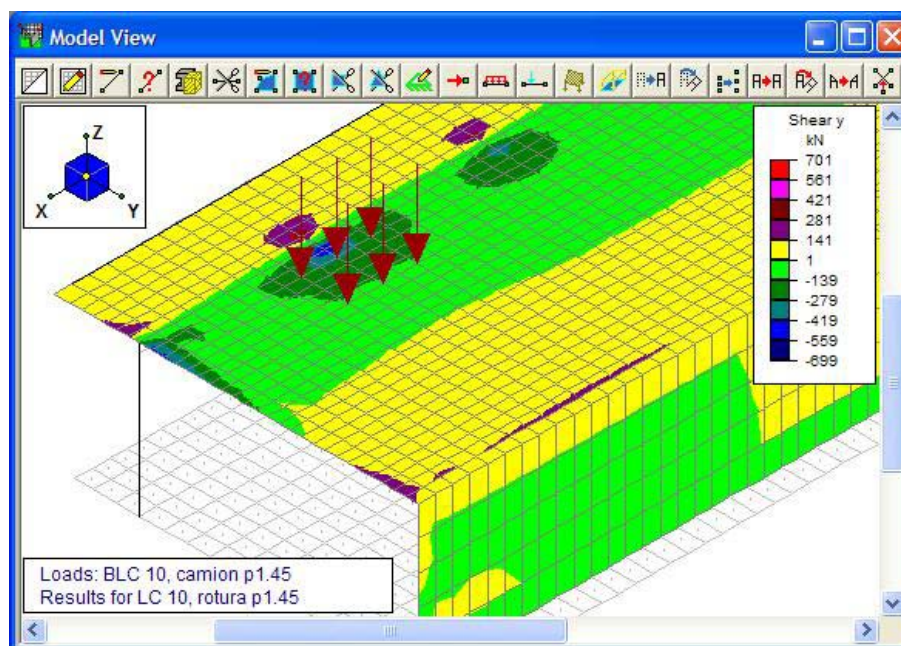 Model View
Z
X
Y
Shear y
kN
701
561
421
281
141
1
-139
-279
-419
-559
-699
Loads: BLC 10, camion p1.45
Results for LC 10, rotura p1.45